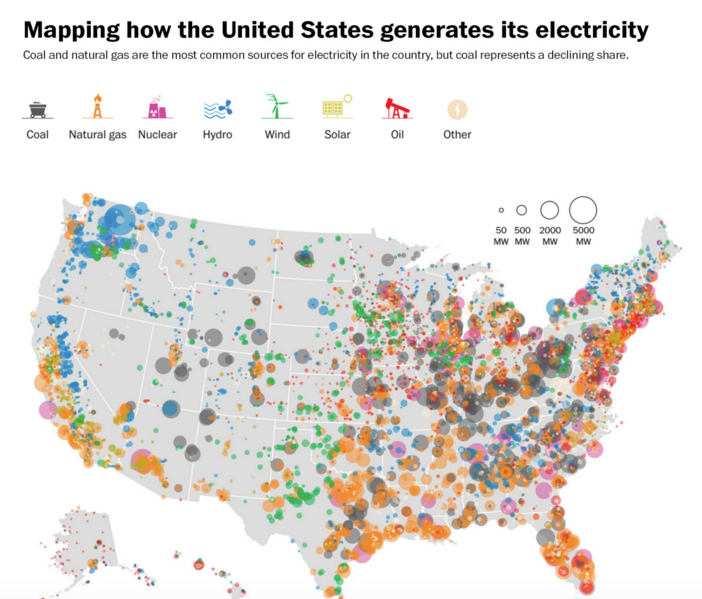 Mapping how the United States generates its electricity
Coal and natural gas are the most common sources for electricity in the country, but coal represents a declining share.
Coal Natural gas Nuclear Hydro Wind Solar Oil Other
50 500 2000 5000
MW MW MW MW